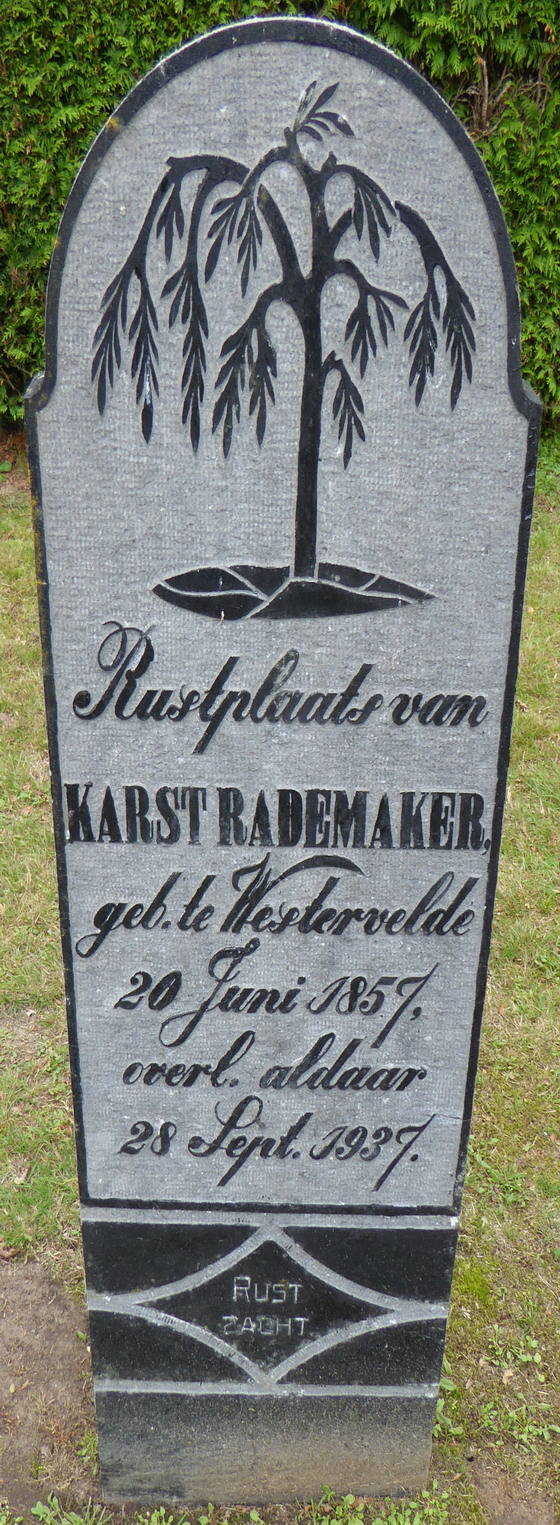 Rustplaats van
KARST RADEMAKER,
geb. te Westervelde
20 Juni 1857,
overl. aldaar
28 Sept. 1937.
RUST
ZACHT